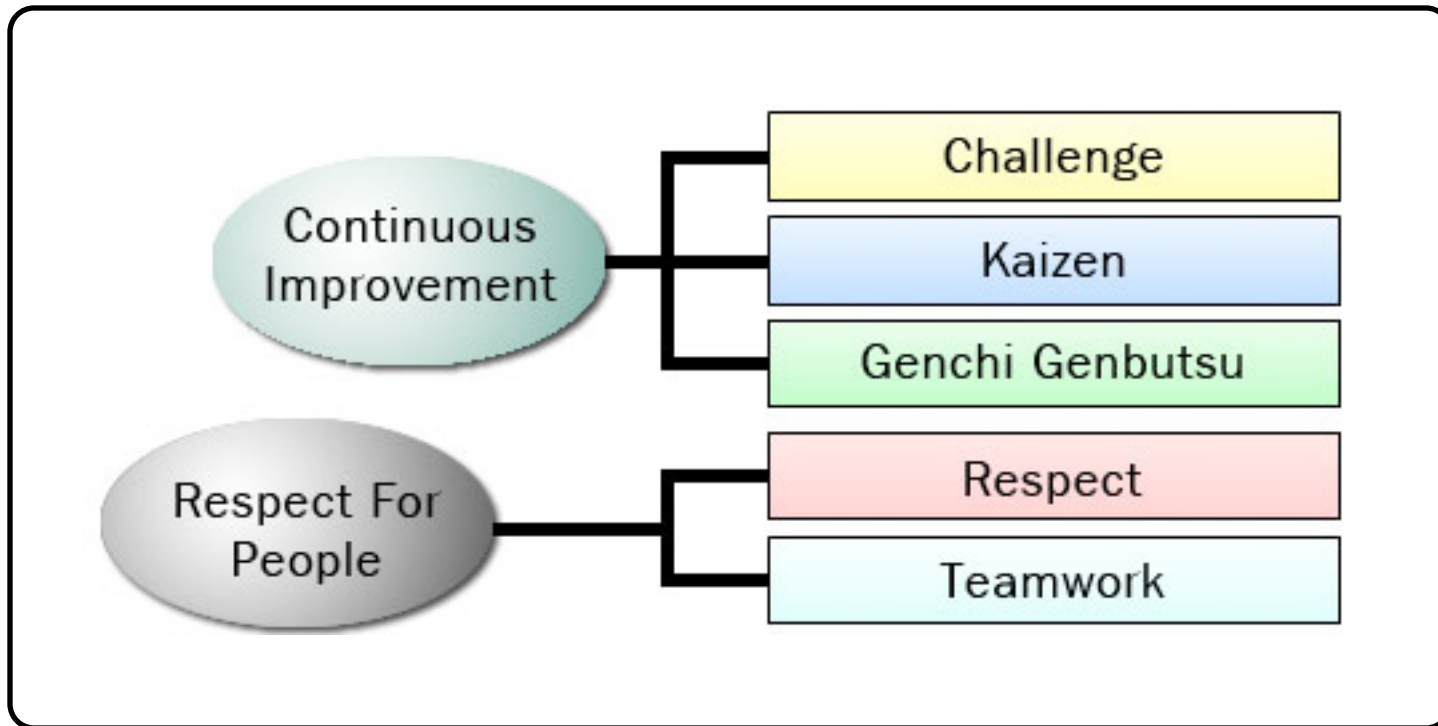 Continuous
Improvement
Challenge
Kaizen
Genchi Genbutsu
Respect For
People
Respect
Teamwork